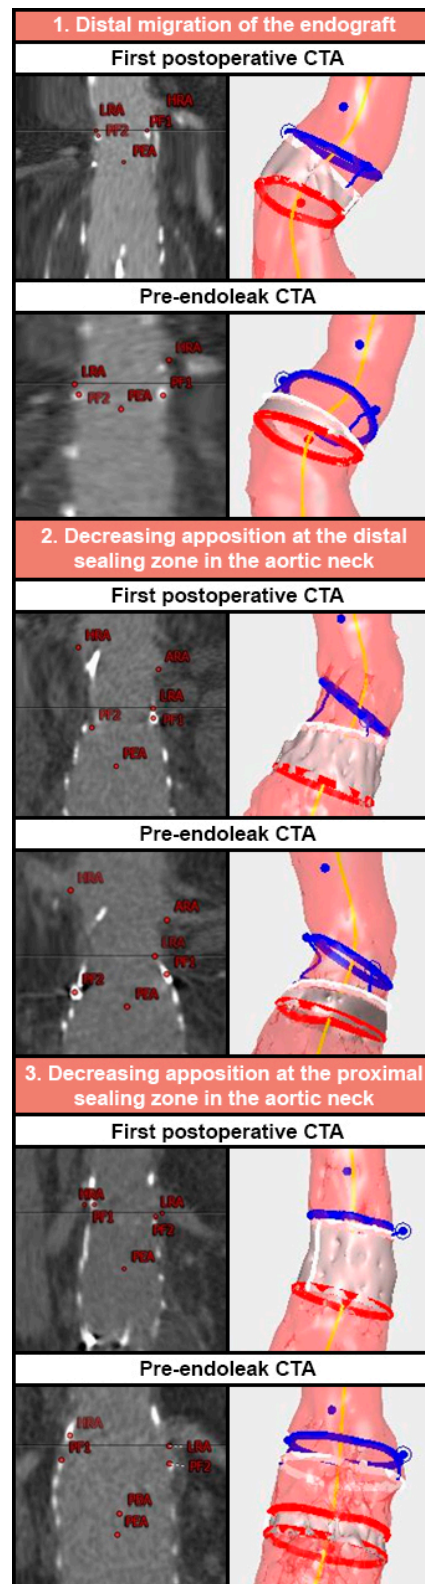 1. Distal migration of the endograft
First postoperative CTA
LRA
HRA
PF2
PF1
PEA
Pre-endoleak CTA
HRA
LRA
PF2
PEA
PF1
2. Decreasing apposition at the distal
sealing zone in the aortic neck
First postoperative CTA
HRA
ARA
LRA
PF2
PF1
PEA
Pre-endoleak CTA
HRA
ARA
LRA
PF1
PF2
PEA
3. Decreasing apposition at the proximal
sealing zone in the aortic neck
First postoperative CTA
HRA
LRA
PF1
PF2
PEA
Pre-endoleak CTA
HRA
LRA
PF1
PF2
PEA